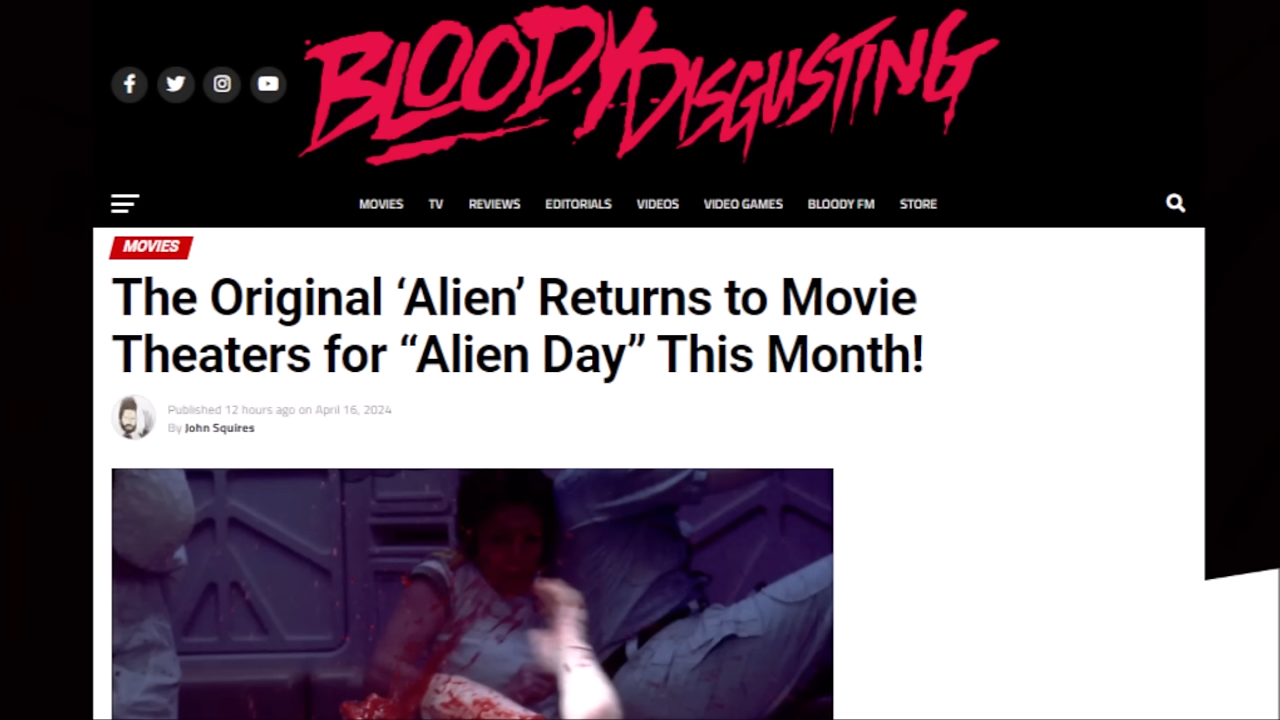 BLOODY DISGUSTING
MOVIES TV REVIEWS EDITORIALS VIDEOS VIDEO GAMES BLOODY FM STORE
MOVIES
The Original ‘Alien’ Returns to Movie
Theaters for “Alien Day” This Month!
Published 12 hours ago on April 16, 2024
By John Squires